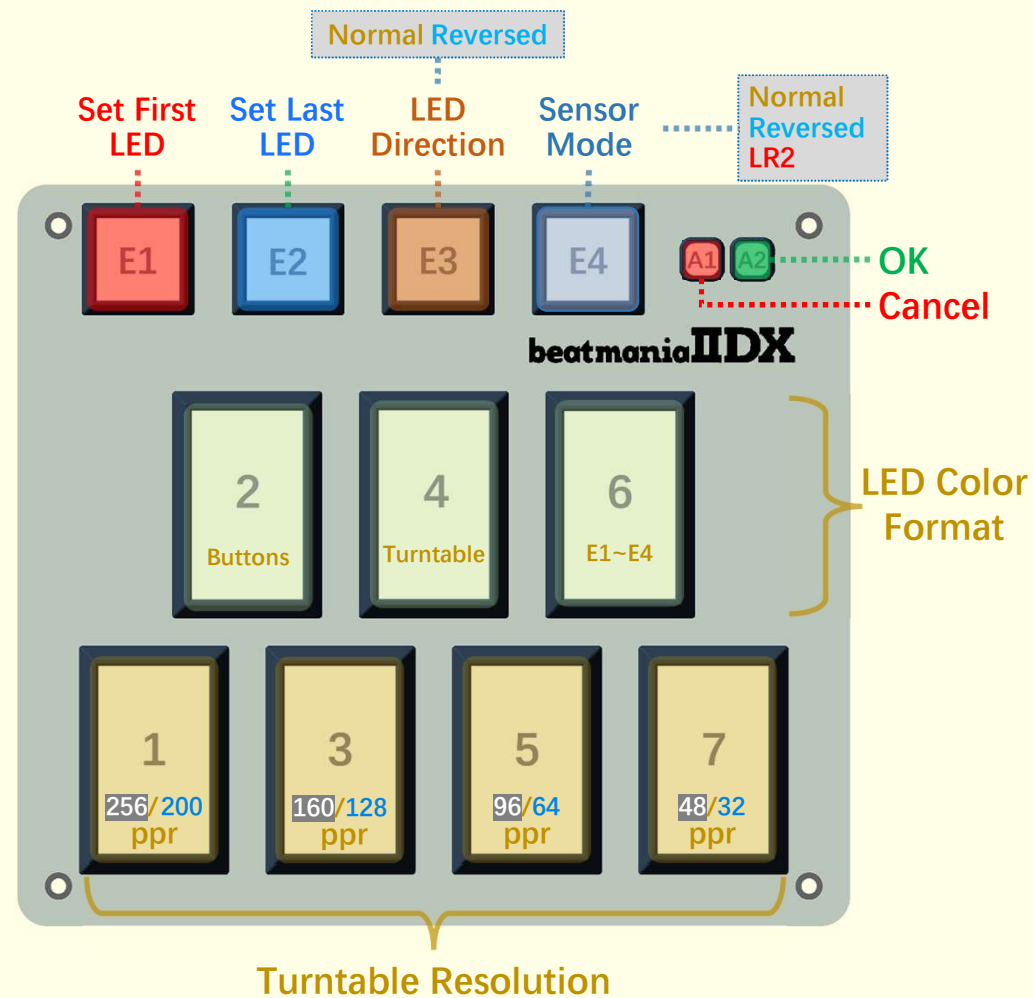 Normal Reversed
Set First
LED
Set Last
LED
LED
Direction
Sensor
Mode
Normal
Reversed
LR2
E1
E2
E3
E4
A1
A2
OK
Cancel
beatmaniaIIDX
2
Buttons
4
Turntable
6
E1~E4
LED Color
Format
1
256/200
ppr
3
160/128
ppr
5
96/64
ppr
7
48/32
ppr
Turntable Resolution